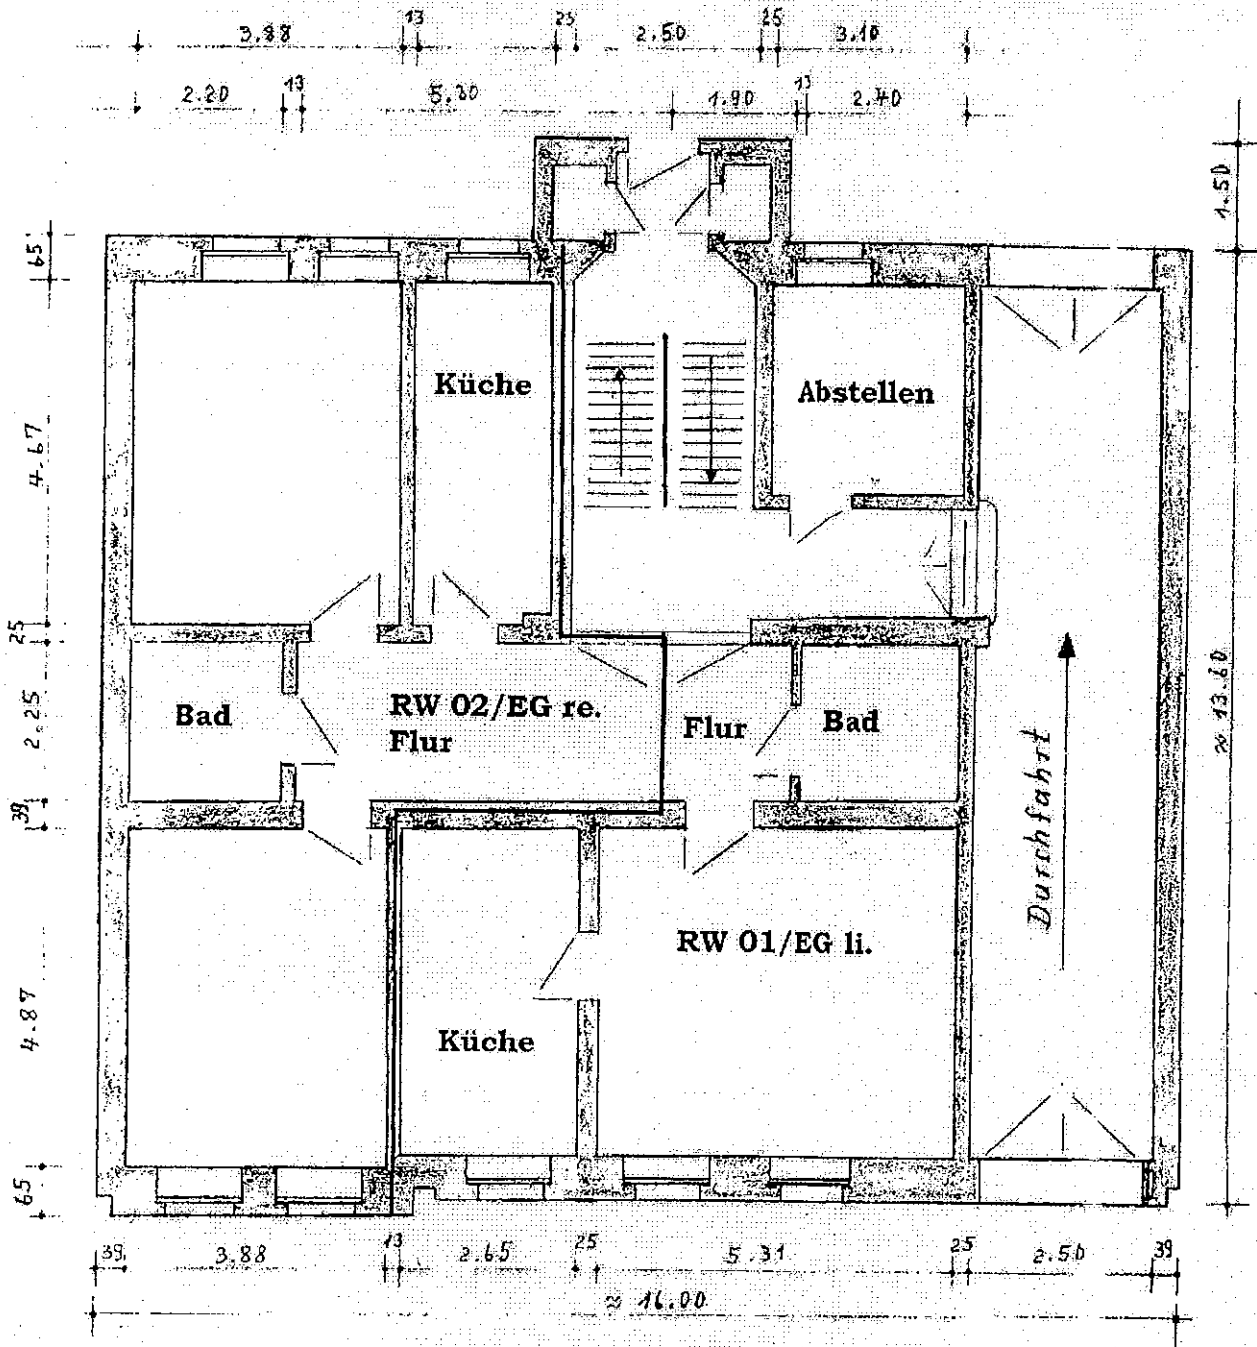 13 25 25
3.88 2.50 3.10
13 13
2.20 5.30 1.90 2.40
1.50
65
Küche
Abstellen
4.67
25
2.25
Bad
RW 02/EG re.
Flur
Flur
Bad
≈ 13.60
39
Durchfahrt
RW 01/EG li.
4.87
Küche
65
39 3.88 13 2.65 25 5.31 25 2.50 39
≈ 16.00